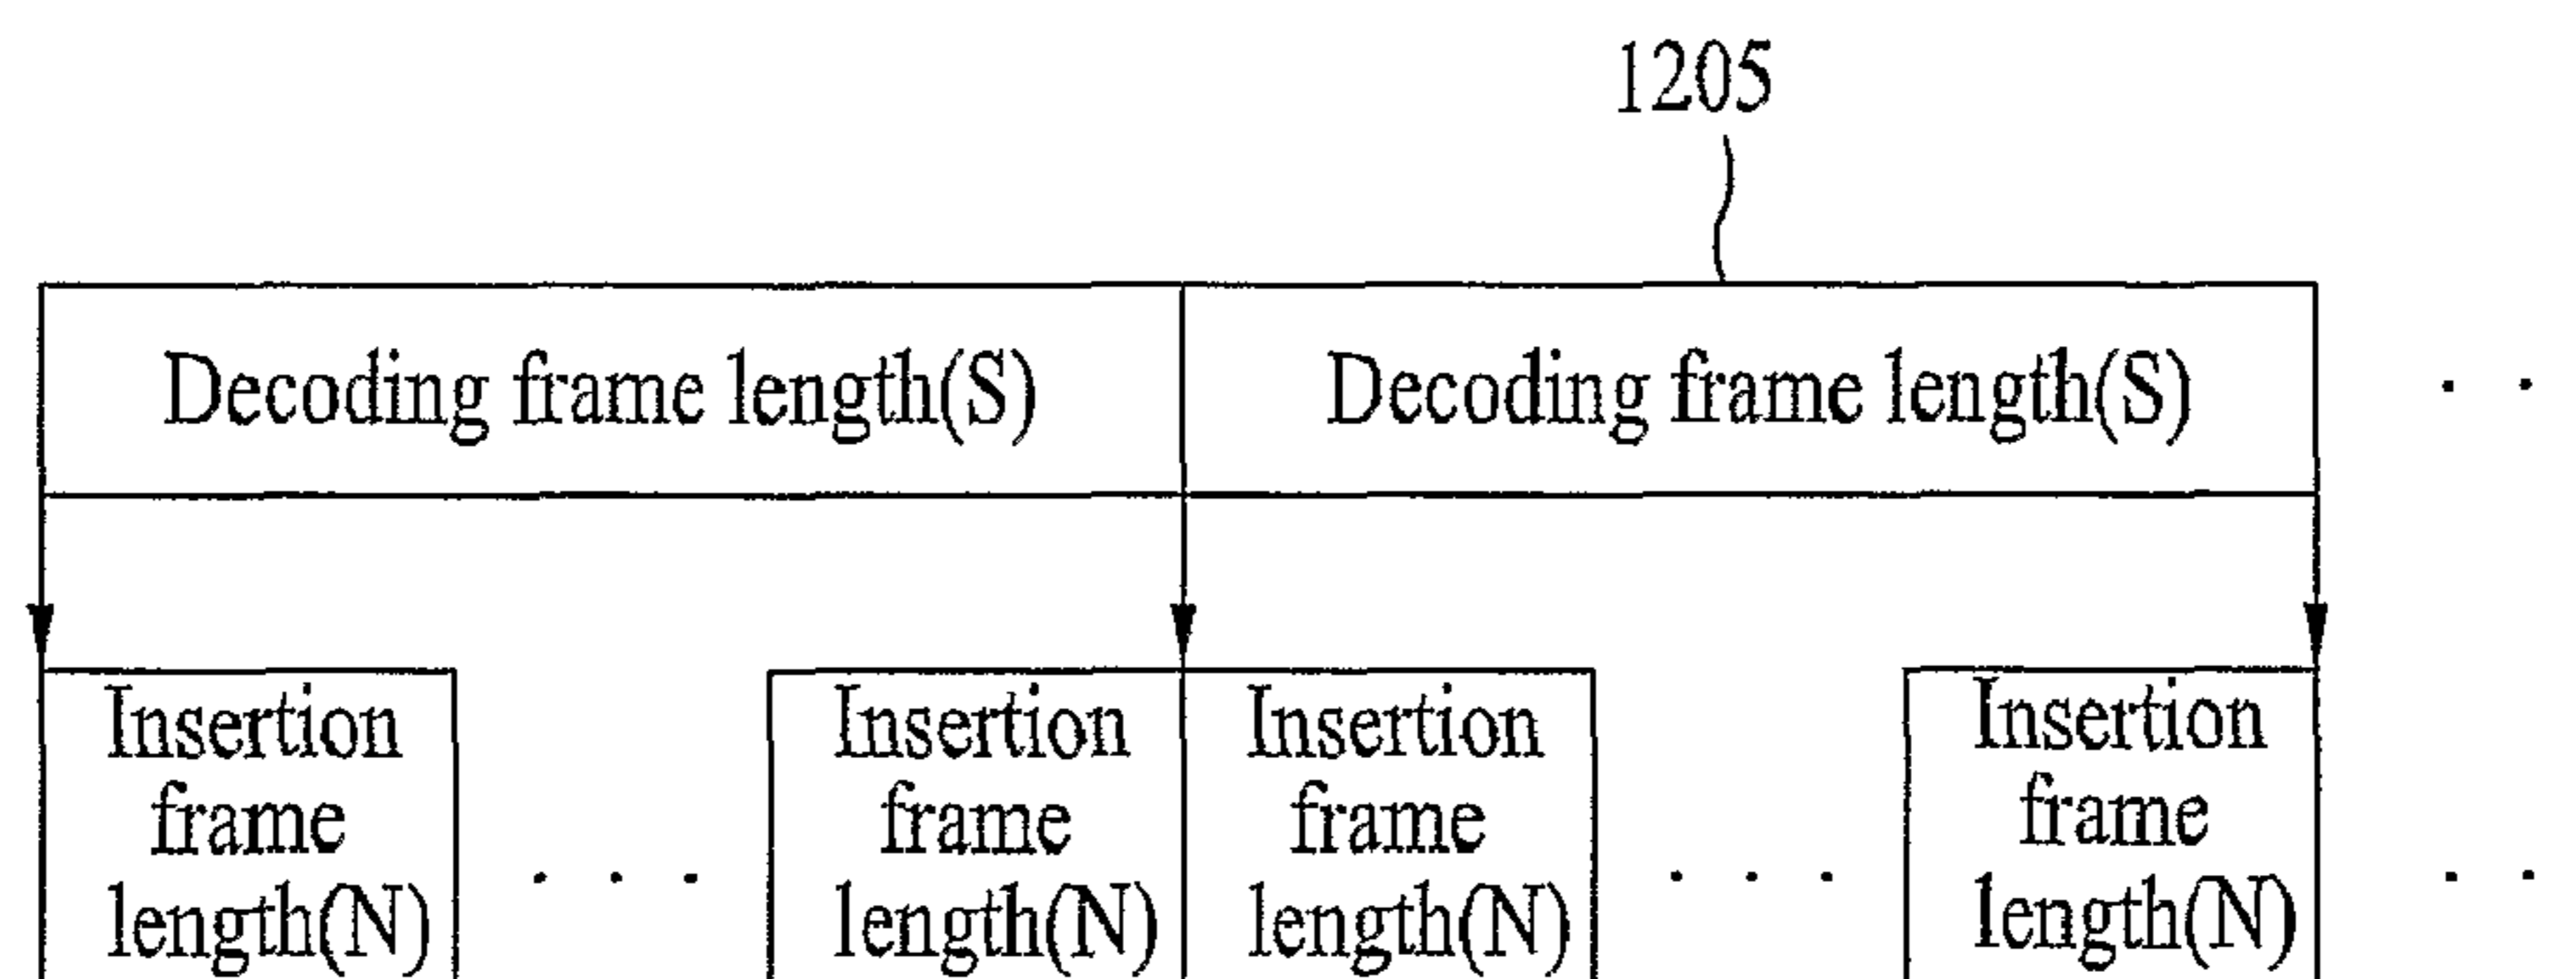 1205
Decoding frame length(S)
Decoding frame length(S)
. .
Insertion
frame
length(N)
. . .
Insertion
frame
length(N)
Insertion
frame
length(N)
. . .
Insertion
frame
length(N)
. .